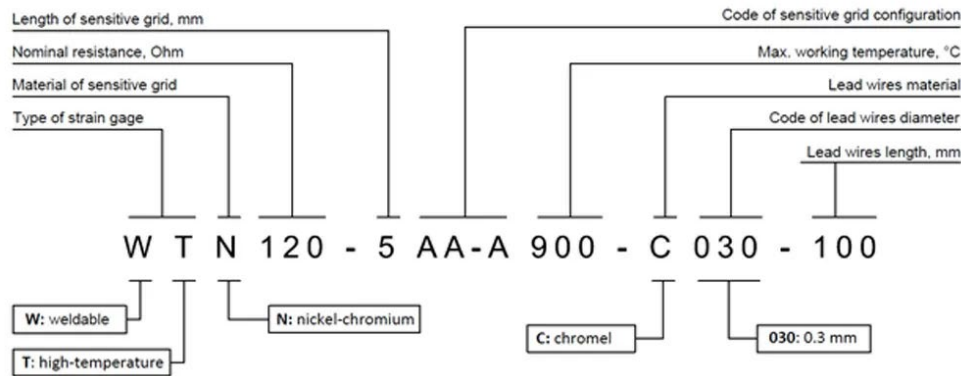 Length of sensitive grid, mm
Code of sensitive grid configuration
Nominal resistance, Ohm
Max. working temperature, °C
Material of sensitive grid
Lead wires material
Type of strain gage
Code of lead wires diameter
Lead wires length, mm
W T N 120 - 5 AA-A 900 - C 030 - 100
W: weldable
N: nickel-chromium
T: high-temperature
C: chromel
030: 0.3 mm